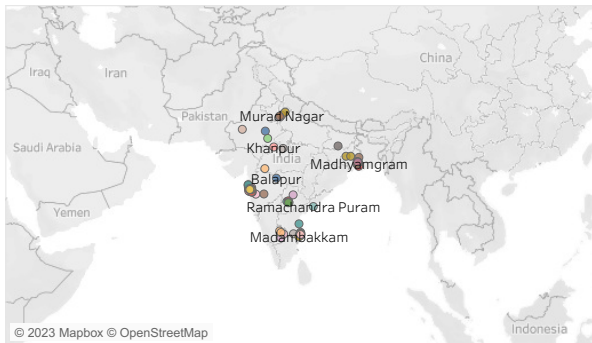 China
Iraq
Iran
Pakistan
Murad Nagar
Khanpur
Saudi Arabia
India
Madhyamgram
Balapur
Yemen
Ramachandra Puram
Madambakkam
Indonesia
© 2023 Mapbox © OpenStreetMap